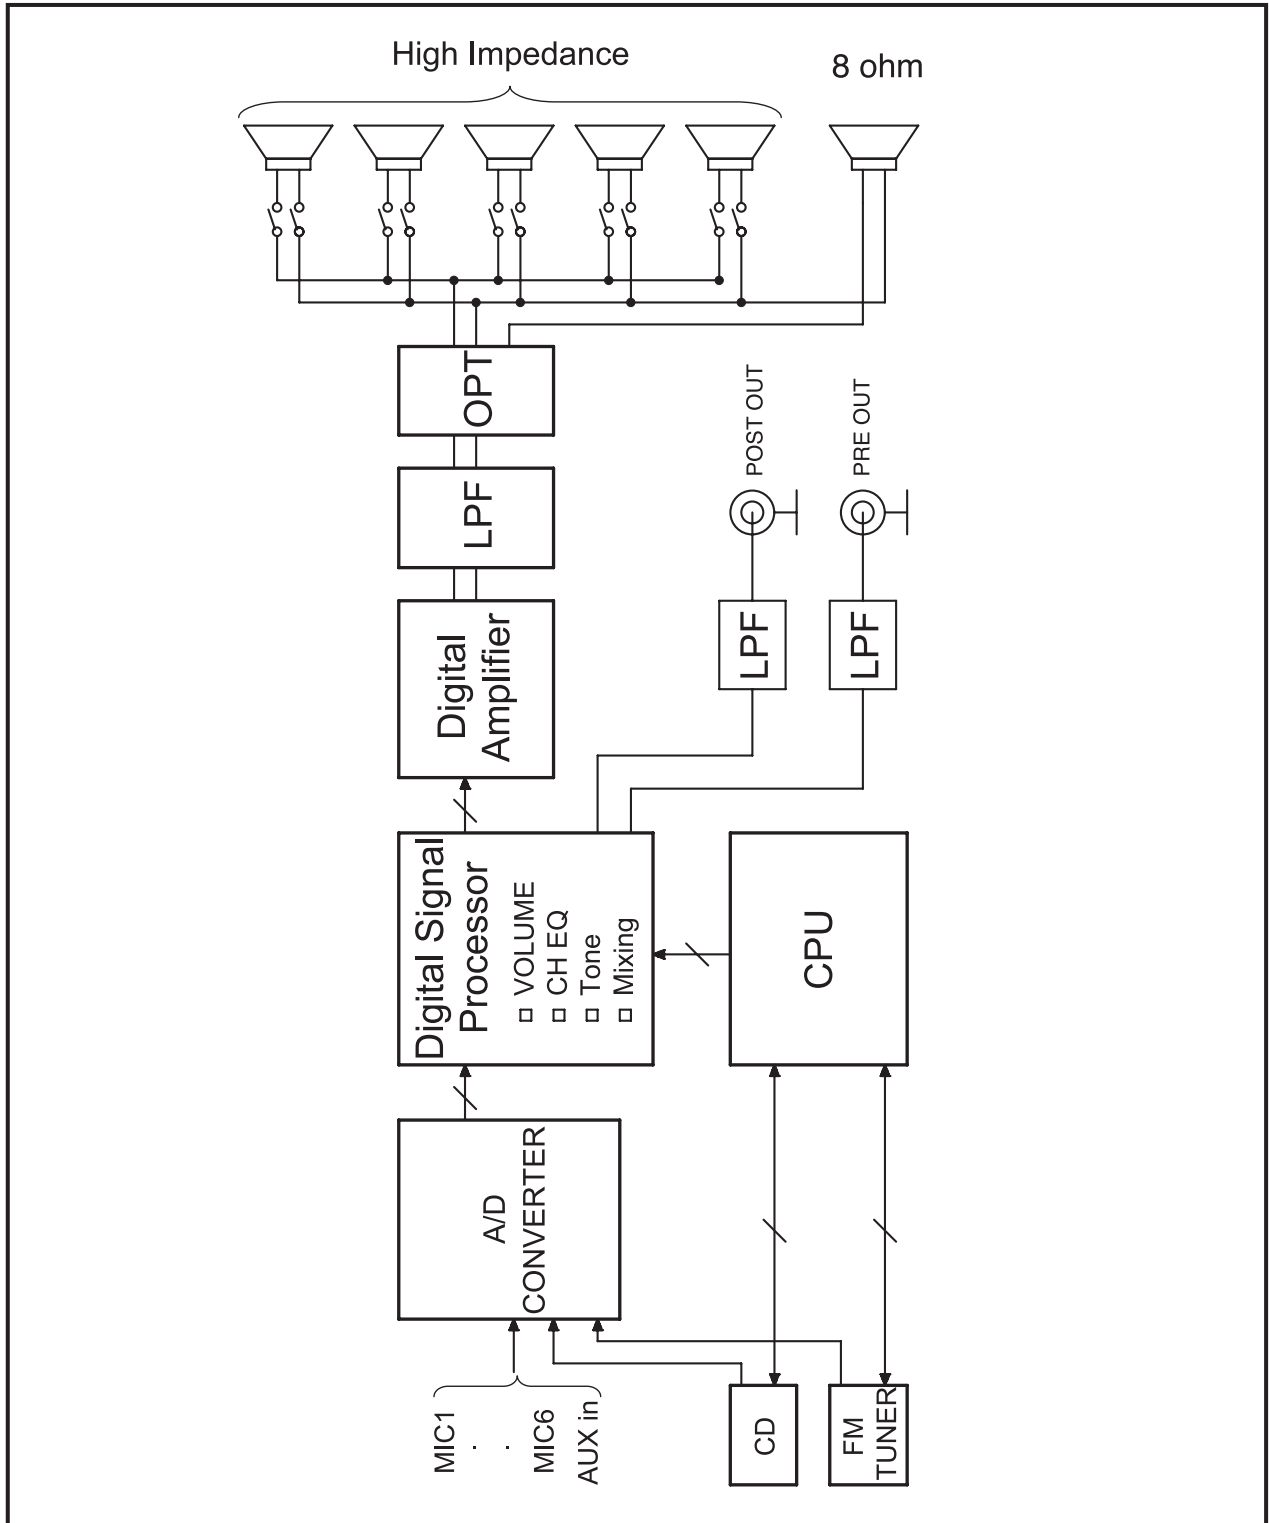 High Impedance
8 ohm
OPT
POST OUT
PRE OUT
LPF
LPF
LPF
Digital
Amplifier
Digital Signal
Processor
□ VOLUME
□ CH EQ
□ Tone
□ Mixing
CPU
A/D
CONVERTER
MIC1
.
.
MIC6
AUX in
CD
FM
TUNER